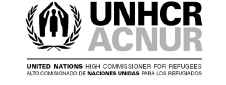 UNHCR
ACNUR
UNITED NATIONS HIGH COMMISSIONER FOR REFUGEES
ALTO COMISIONADO DE NACIONES UNIDAS PARA LOS REFUGIADOS